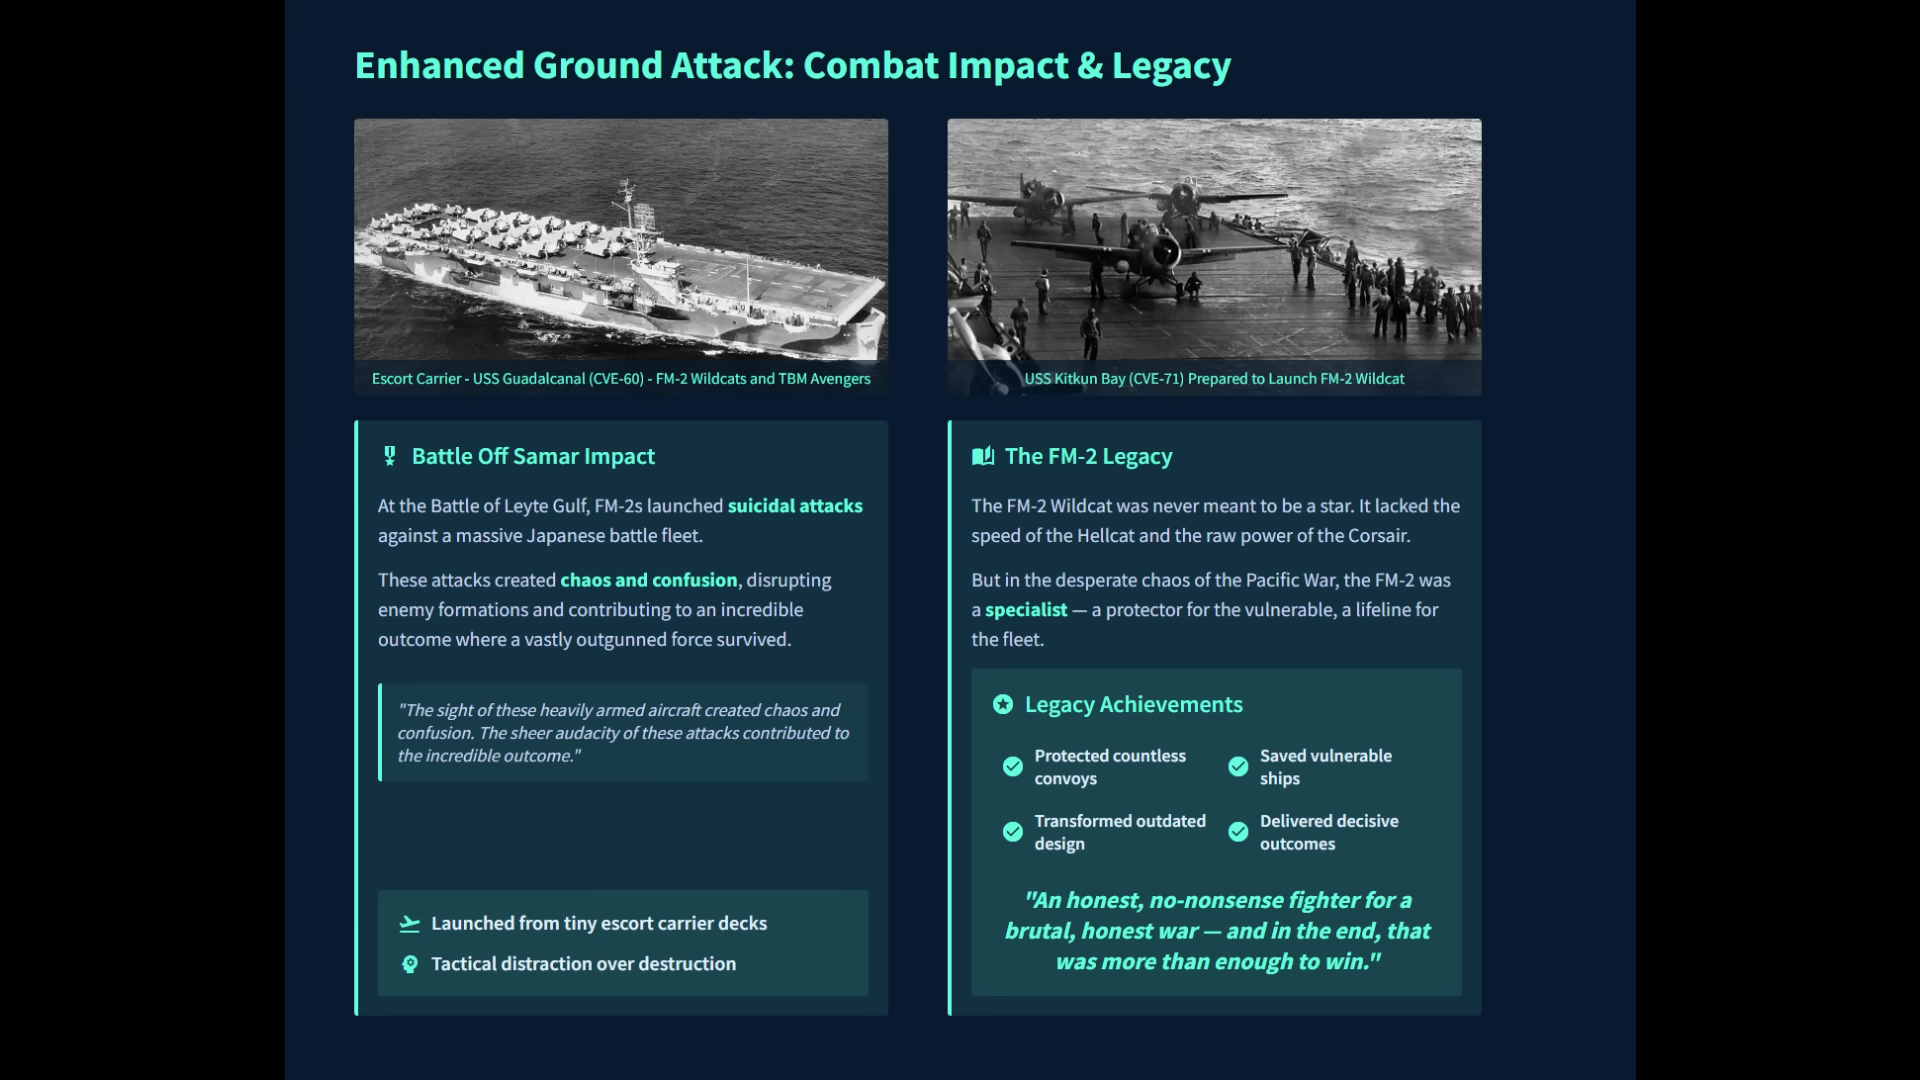 Enhanced Ground Attack: Combat Impact & Legacy
Escort Carrier - USS Guadalcanal (CVE-60) - FM-2 Wildcats and TBM Avengers
USS Kitkun Bay (CVE-71) Prepared to Launch FM-2 Wildcat
Battle Off Samar Impact
At the Battle of Leyte Gulf, FM-2s launched suicidal attacks
against a massive Japanese battle fleet.
These attacks created chaos and confusion, disrupting
enemy formations and contributing to an incredible
outcome where a vastly outgunned force survived.
"The sight of these heavily armed aircraft created chaos and
confusion. The sheer audacity of these attacks contributed to
the incredible outcome."
Launched from tiny escort carrier decks
Tactical distraction over destruction
The FM-2 Legacy
The FM-2 Wildcat was never meant to be a star. It lacked the
speed of the Hellcat and the raw power of the Corsair.
But in the desperate chaos of the Pacific War, the FM-2 was
a specialist — a protector for the vulnerable, a lifeline for
the fleet.
Legacy Achievements
Protected countless
convoys
Saved vulnerable
ships
Transformed outdated
design
Delivered decisive
outcomes
"An honest, no-nonsense fighter for a
brutal, honest war — and in the end, that
was more than enough to win."